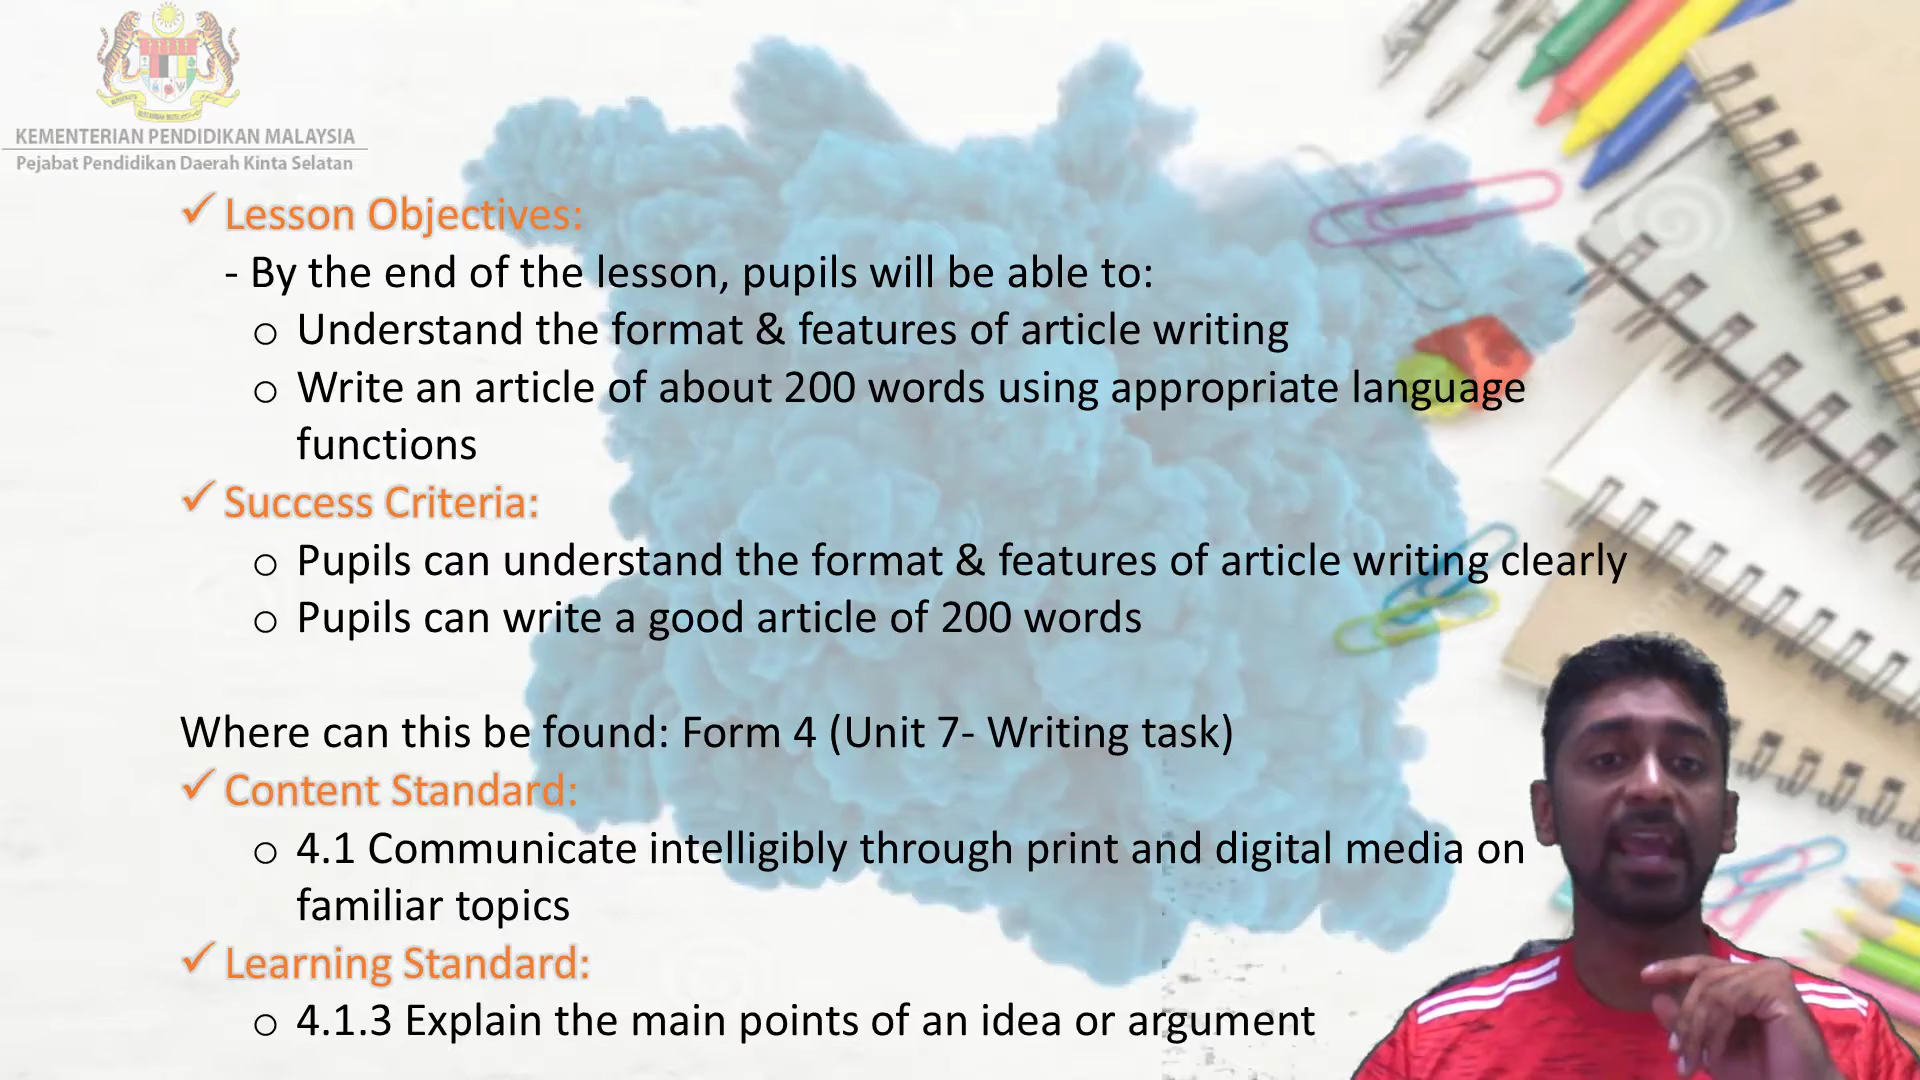 KEMENTERIAN PENDIDIKAN MALAYSIA
Pejabat Pendidikan Daerah Kinta Selatan
✓ Lesson Objectives:
- By the end of the lesson, pupils will be able to:
o Understand the format & features of article writing
o Write an article of about 200 words using appropriate language
functions
✓ Success Criteria:
o Pupils can understand the format & features of article writing clearly
o Pupils can write a good article of 200 words
Where can this be found: Form 4 (Unit 7- Writing task)
✓ Content Standard:
o 4.1 Communicate intelligibly through print and digital media on
familiar topics
✓ Learning Standard:
o 4.1.3 Explain the main points of an idea or argument